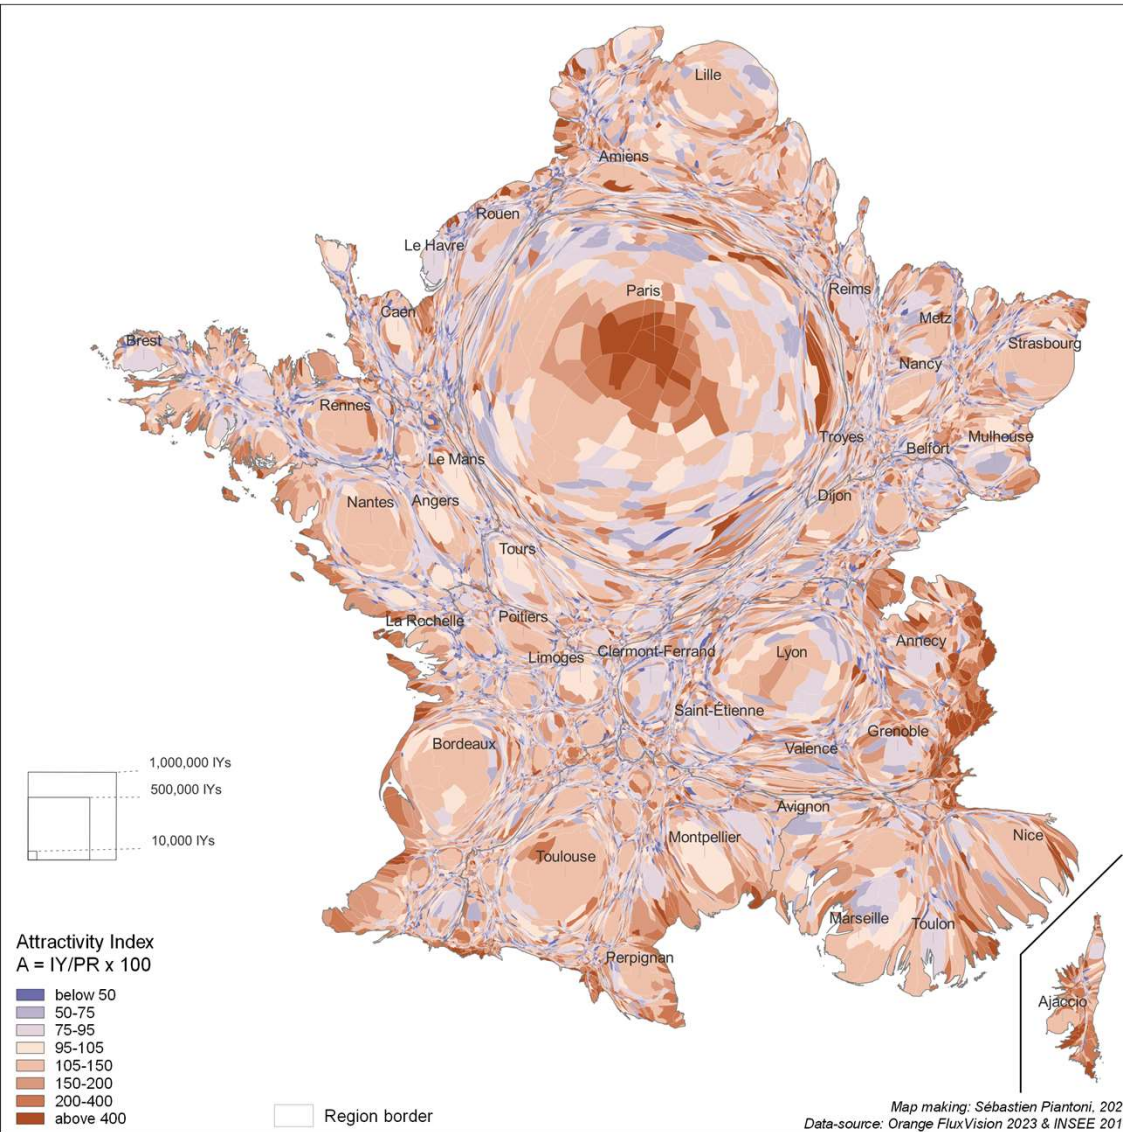 Lille
Amiens
Rouen
Le Havre
Paris
Reims
Caen
Metz
Brest
Strasbourg
Nancy
Rennes
Troyes
Mulhouse
Belfort
Le Mans
Dijon
Nantes
Angers
Tours
La Rochelle
Poitiers
Annecy
Clermont-Ferrand
Lyon
Limoges
Saint-Étienne
Grenoble
Bordeaux
Valence
Avignon
Montpellier
Nice
Toulouse
Marseille
Toulon
Perpignan
Ajaccio
1,000,000 IYs
500,000 IYs
10,000 IYs
Attractivity Index
A = IY/PR x 100
below 50
50-75
75-95
95-105
105-150
150-200
200-400
above 400
Region border
Map making: Sébastien Piantoni, 202
Data-source: Orange FluxVision 2023 & INSEE 201